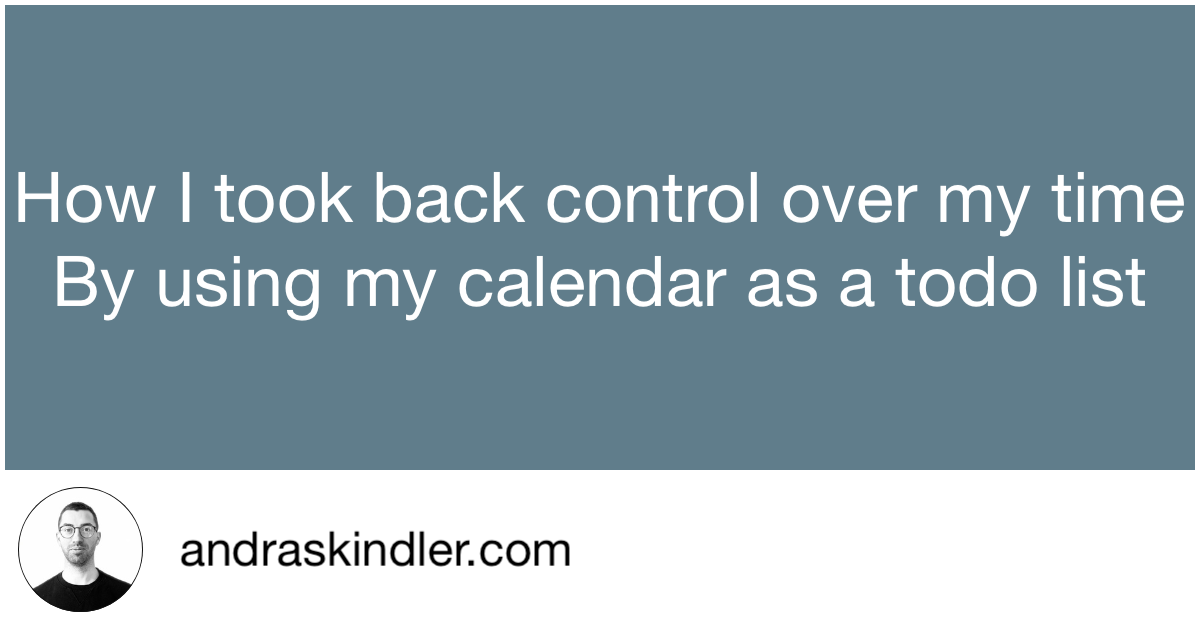 How I took back control over my time
By using my calendar as a todo list
andraskindler.com